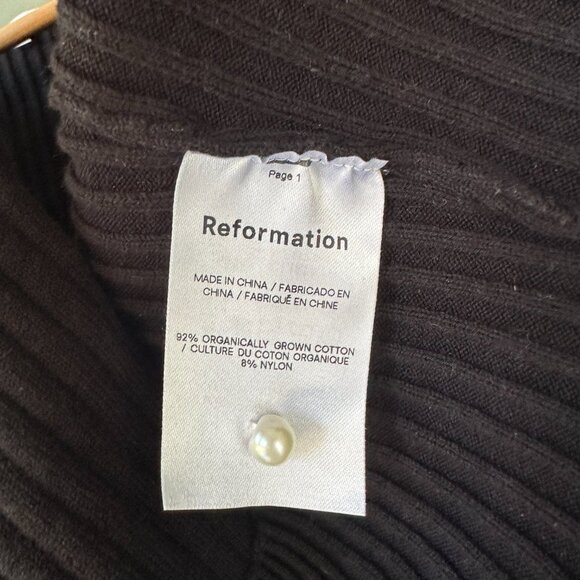 Page 1
Reformation
MADE IN CHINA / FABRICADO EN
CHINA / FABRIQUÉ EN CHINE
92% ORGANICALLY GROWN COTTON
/ CULTURE DU COTON ORGANIQUE
8% NYLON